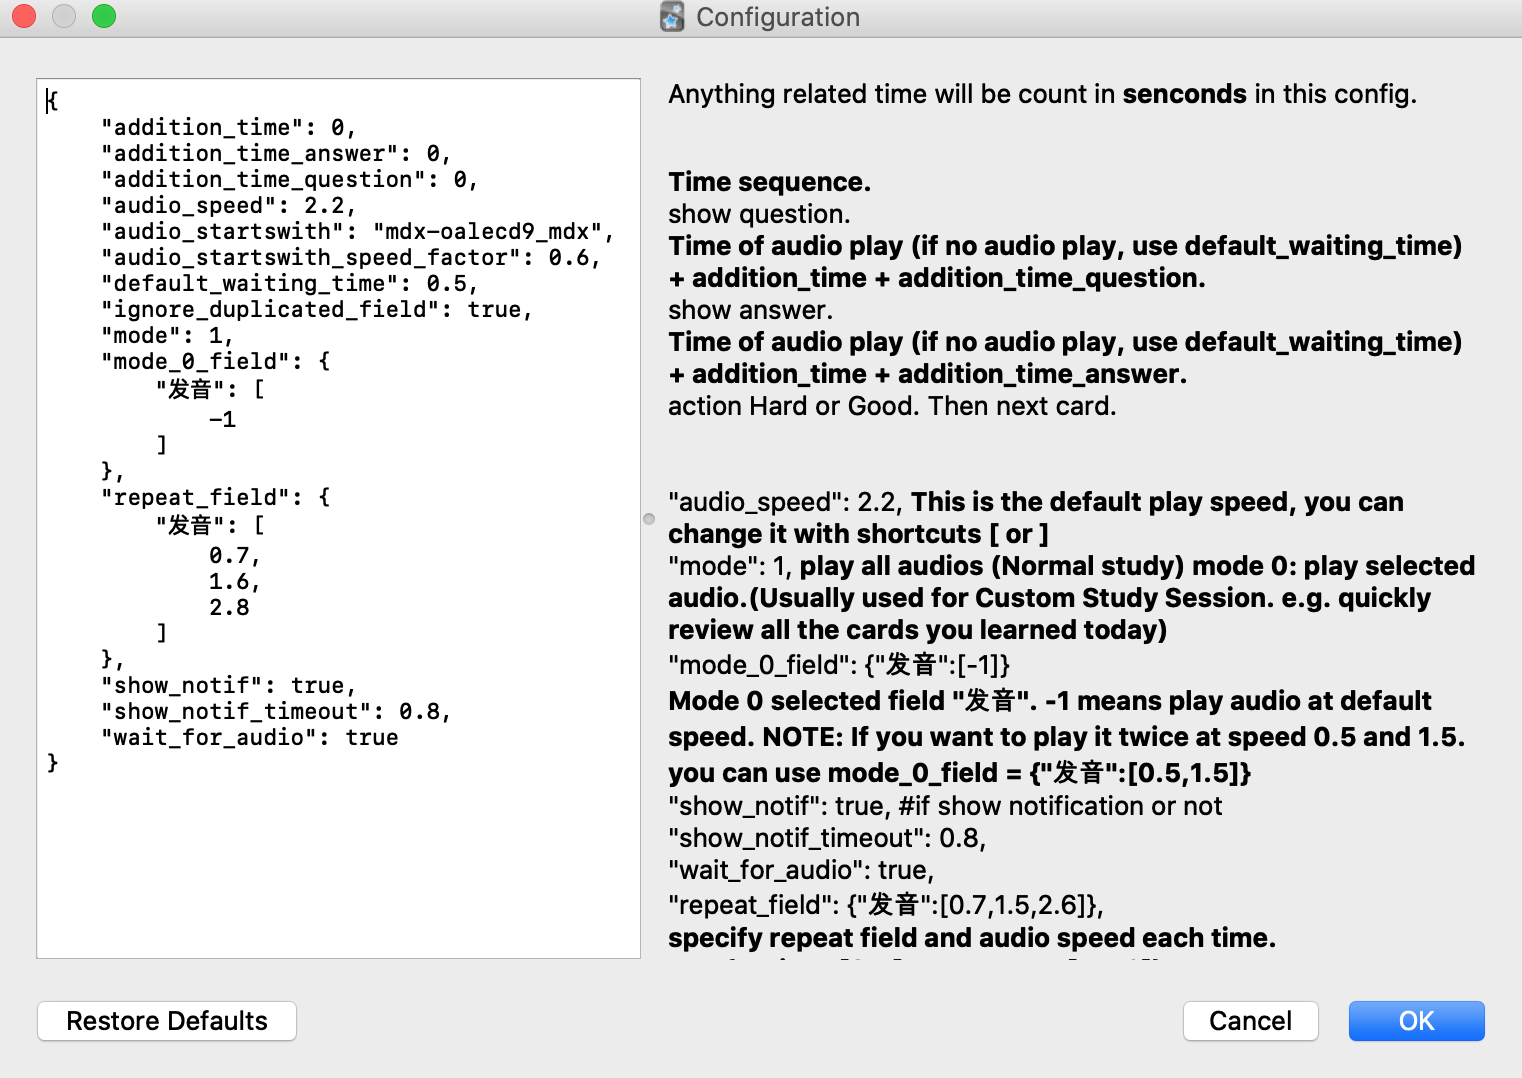 Configuration
{
"addition_time": 0,
"addition_time_answer": 0,
"addition_time_question": 0,
"audio_speed": 2.2,
"audio_startswith": "mdx-oalecd9_mdx",
"audio_startswith_speed_factor": 0.6,
"default_waiting_time": 0.5,
"ignore_duplicated_field": true,
"mode": 1,
"mode_0_field": {
"发音": [
-1
]
},
"repeat_field": {
"发音": [
0.7,
1.6,
2.8
]
},
"show_notif": true,
"show_notif_timeout": 0.8,
"wait_for_audio": true
}
Anything related time will be count in senconds in this config.
Time sequence.
show question.
Time of audio play (if no audio play, use default_waiting_time)
+ addition_time + addition_time_question.
show answer.
Time of audio play (if no audio play, use default_waiting_time)
+ addition_time + addition_time_answer.
action Hard or Good. Then next card.
"audio_speed": 2.2, This is the default play speed, you can
change it with shortcuts [ or ]
"mode": 1, play all audios (Normal study) mode 0: play selected
audio.(Usually used for Custom Study Session. e.g. quickly
review all the cards you learned today)
"mode_0_field": {"发音":[-1]}
Mode 0 selected field "发音". -1 means play audio at default
speed. NOTE: If you want to play it twice at speed 0.5 and 1.5.
you can use mode_0_field = {"发音":[0.5,1.5]}
"show_notif": true, #if show notification or not
"show_notif_timeout": 0.8,
"wait_for_audio": true,
"repeat_field": {"发音":[0.7,1.5,2.6]},
specify repeat field and audio speed each time.
Restore Defaults
Cancel
OK